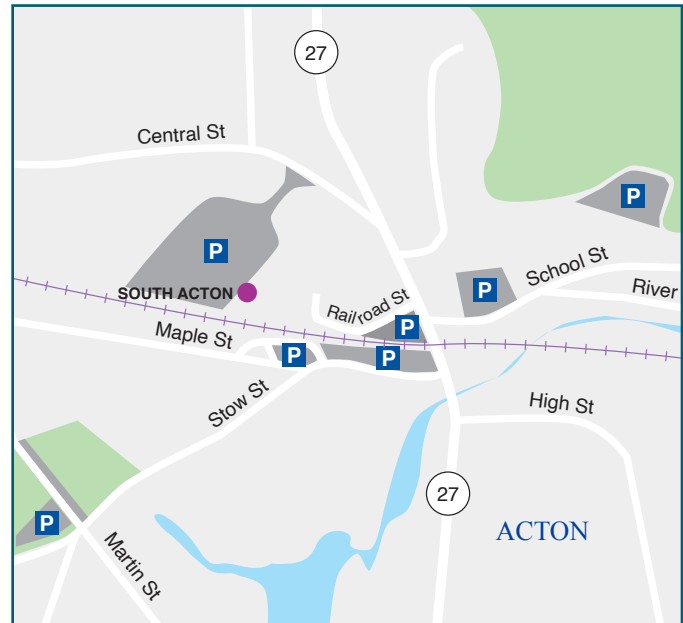 27
Central St
P
P
SOUTH ACTON
School St
P
River
Railroad St
P
Maple St
P
P
Stow St
High St
27
P
ACTON
Martin St